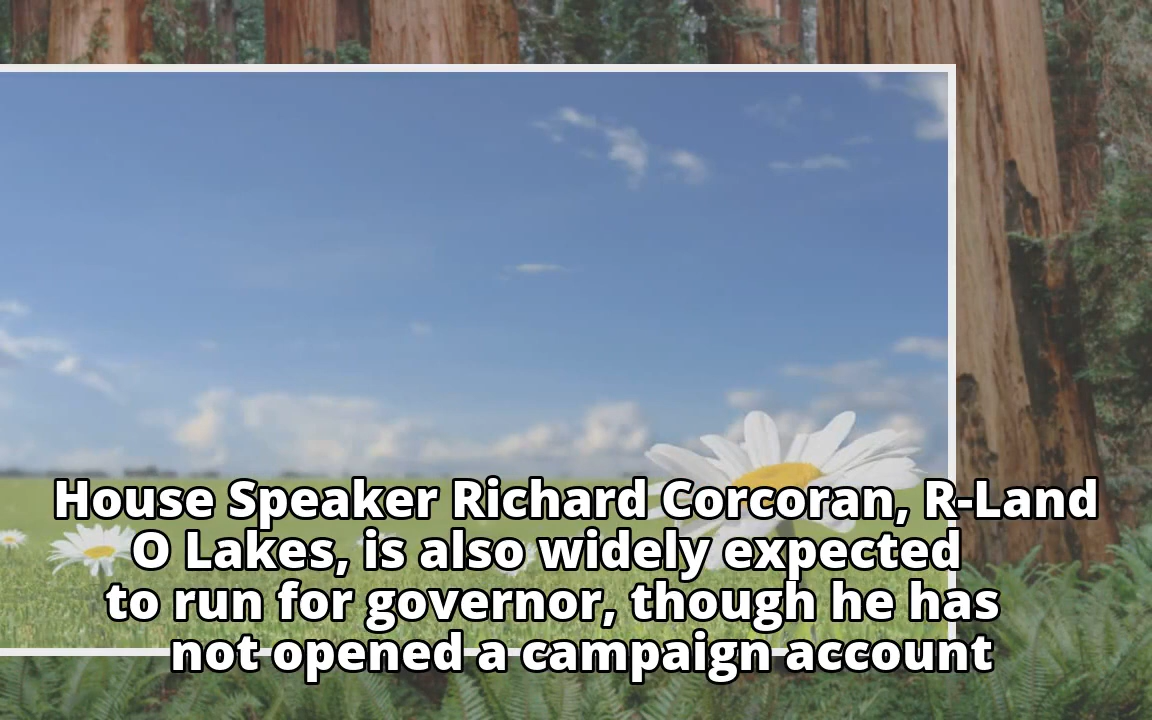 House Speaker Richard Corcoran, R-Land
O Lakes, is also widely expected
to run for governor, though he has
not opened a campaign account